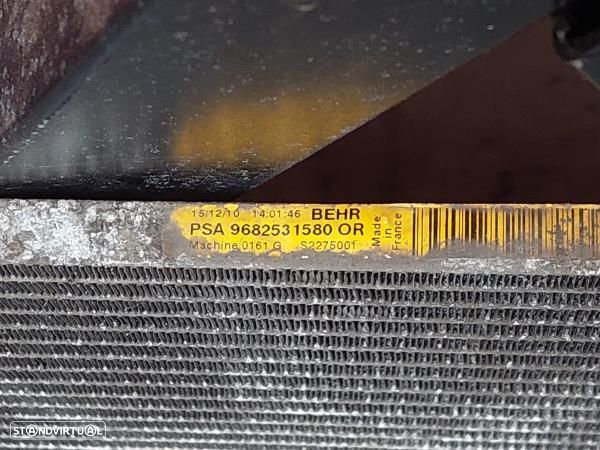 15/12/10 14:01:46 BEHR
PSA 9682531580 OR
Machine 0161 G S2275001
Made
in
France
STANDVIRTUAL